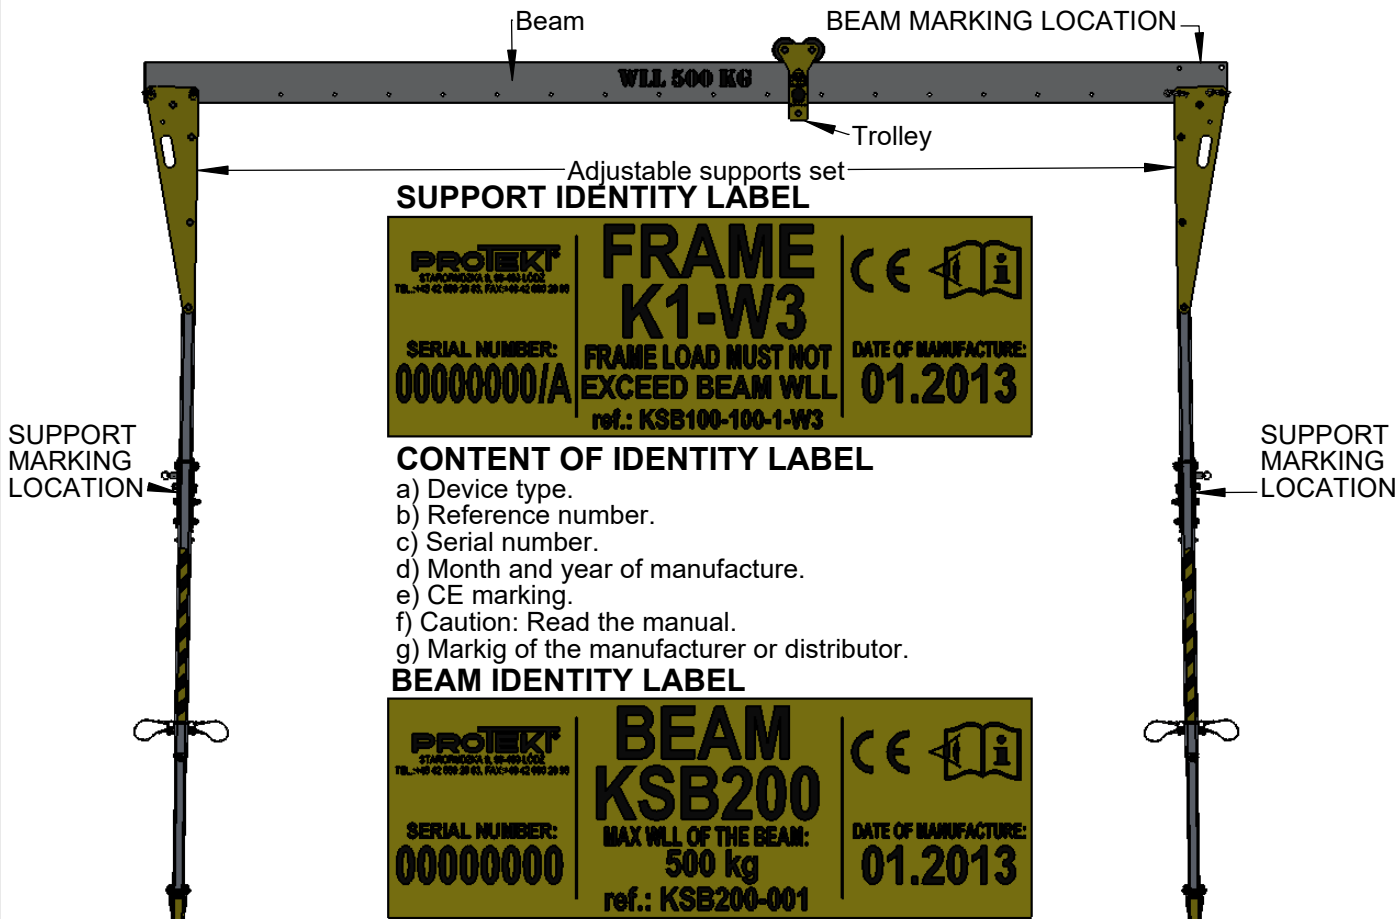 Beam
BEAM MARKING LOCATION
WLL 500 KG
Trolley
Adjustable supports set
SUPPORT IDENTITY LABEL
PROTEKT
SERIAL NUMBER:
00000000/A
FRAME
K1-W3
FRAME LOAD MUST NOT
EXCEED BEAM WLL
ref.: KSB100-100-1-W3
CE
i
DATE OF MANUFACTURE:
01.2013
SUPPORT
MARKING
LOCATION
SUPPORT
MARKING
LOCATION
CONTENT OF IDENTITY LABEL
a) Device type.
b) Reference number.
c) Serial number.
d) Month and year of manufacture.
e) CE marking.
f) Caution: Read the manual.
g) Markig of the manufacturer or distributor.
BEAM IDENTITY LABEL
PROTEKT
SERIAL NUMBER:
00000000
BEAM
KSB200
MAX WLL OF THE BEAM:
500 kg
ref.: KSB200-001
CE
i
DATE OF MANUFACTURE:
01.2013